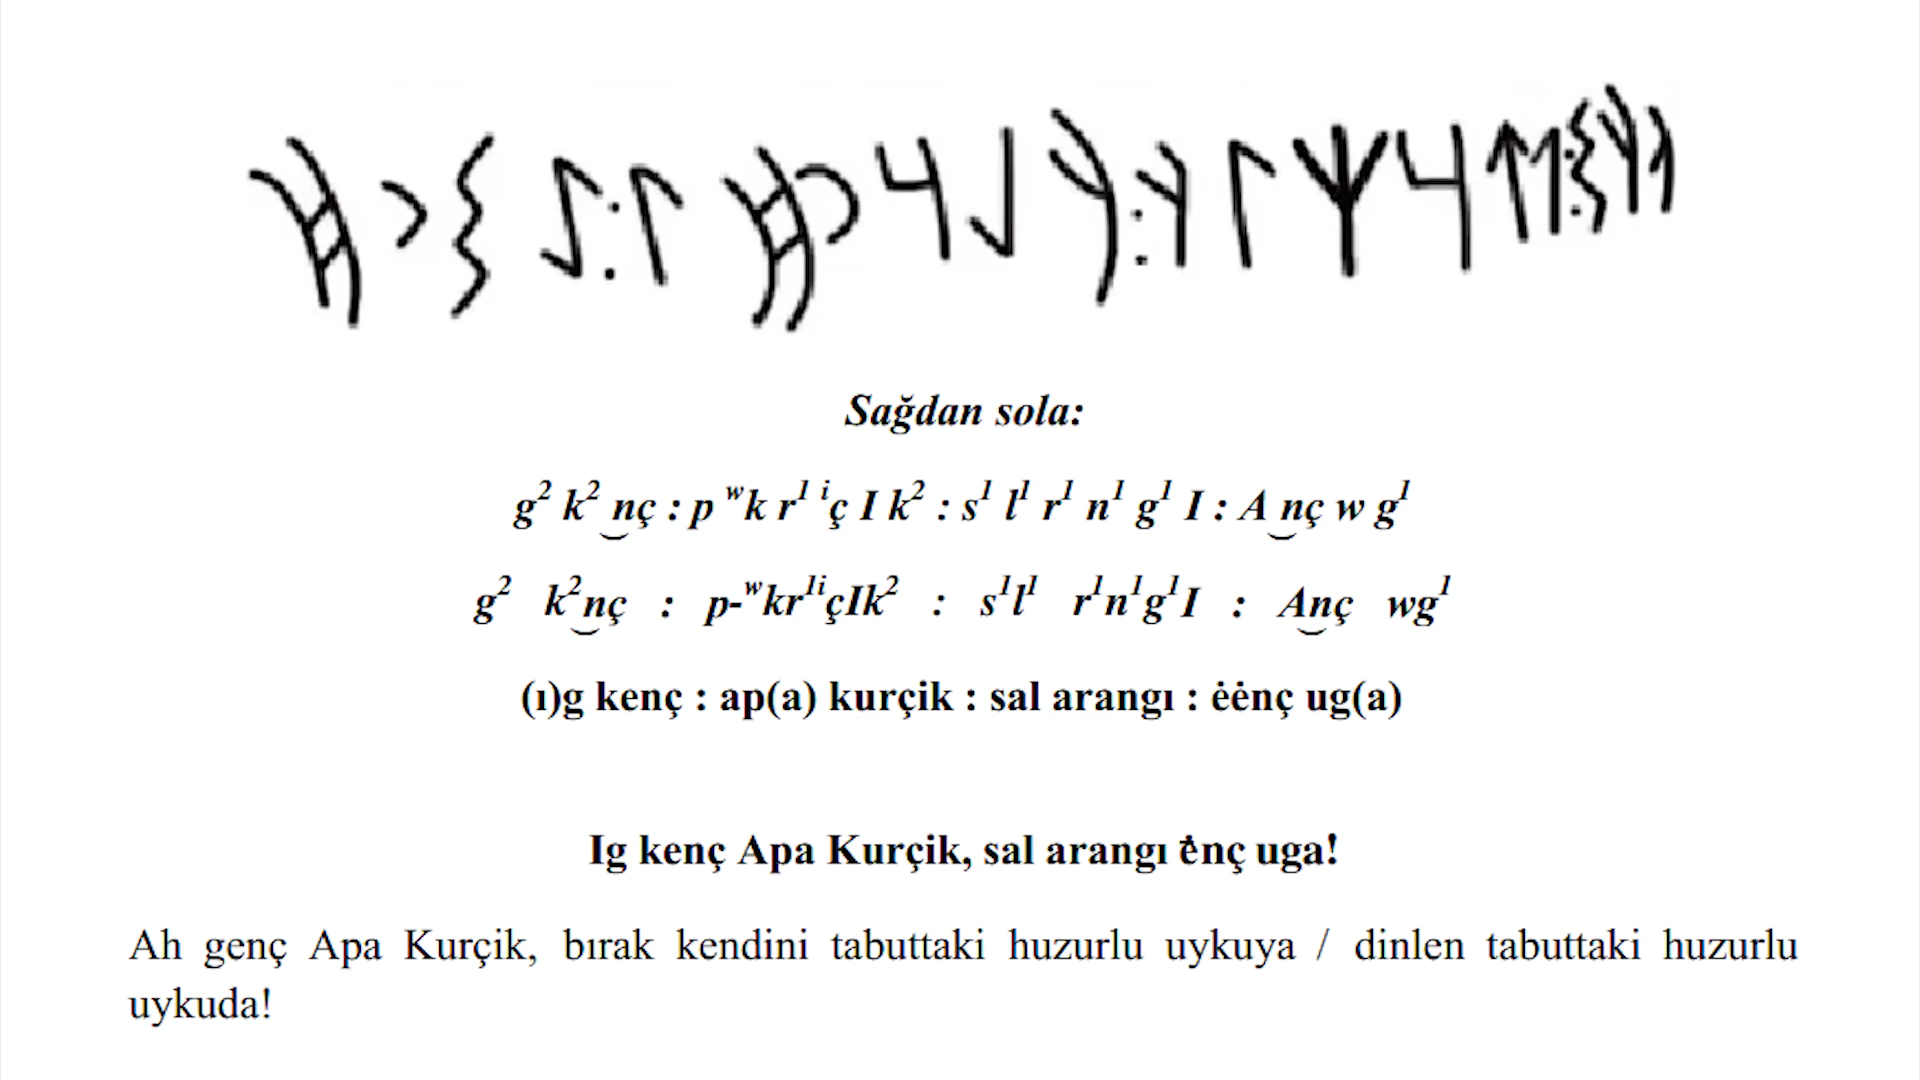 Sağdan sola:
g² k² nç : p ʷk r¹ ⁱç I k² : s¹ l¹ r¹ n¹ g¹ I : A nç w g¹
g² k²nç : p-ʷkr¹ⁱçIk² : s¹l¹ r¹n¹g¹I : Anç wg¹
(ı)g kenç : ap(a) kurçik : sal arangı : ėėnç ug(a)
Ig kenç Apa Kurçik, sal arangı ėnç uga!
Ah genç Apa Kurçik, bırak kendini tabuttaki huzurlu uykuya / dinlen tabuttaki huzurlu
uykuda!